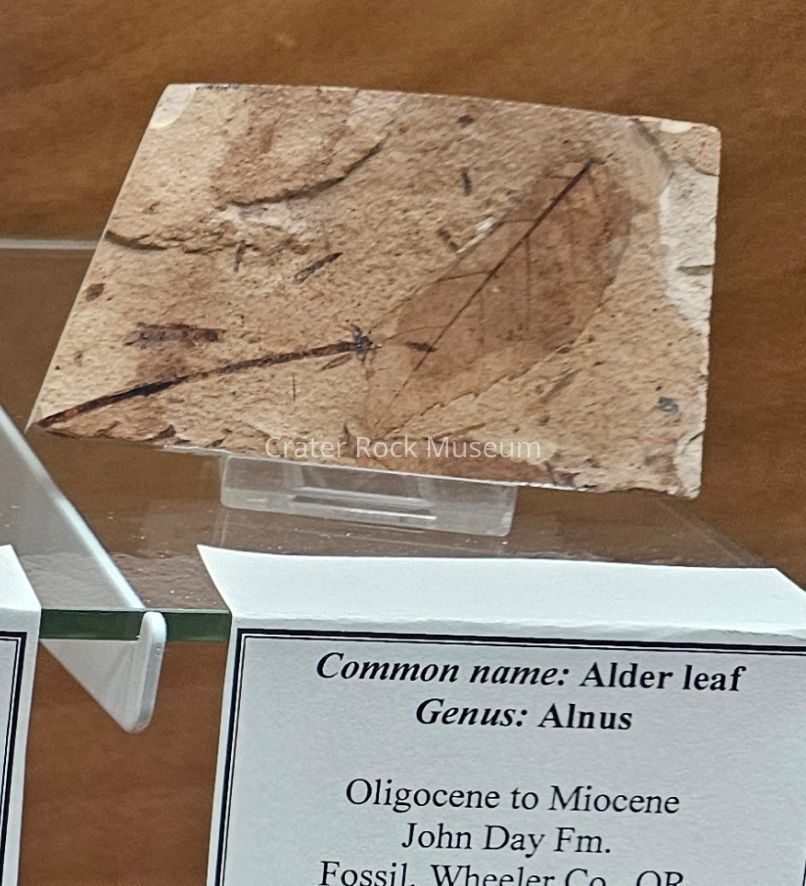 Crater Rock Museum
Common name: Alder leaf
Genus: Alnus
Oligocene to Miocene
John Day Fm.
Fossil, Wheeler Co., OR